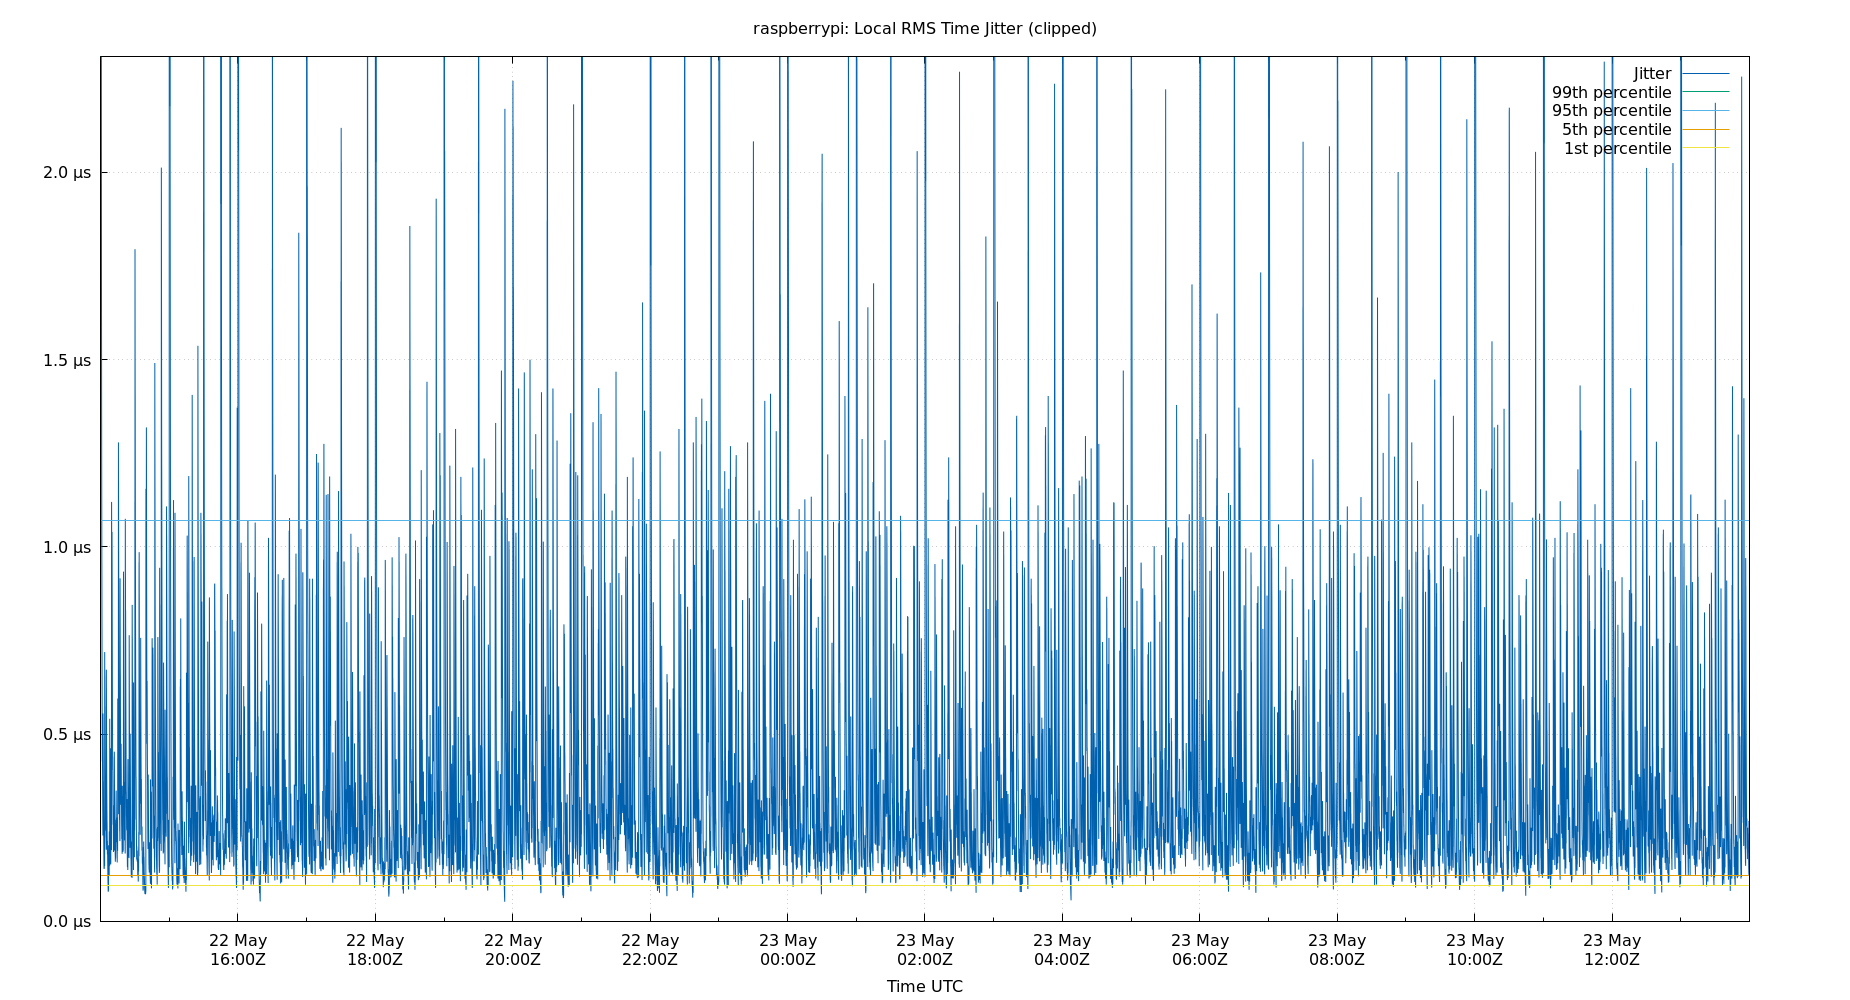 raspberrypi: Local RMS Time Jitter (clipped)
Jitter
99th percentile
95th percentile
5th percentile
1st percentile
2.0 µs
1.5 µs
1.0 µs
0.5 µs
0.0 µs
22 May 22 May 22 May 22 May 23 May 23 May 23 May 23 May 23 May 23 May 23 May
16:00Z 18:00Z 20:00Z 22:00Z 00:00Z 02:00Z 04:00Z 06:00Z 08:00Z 10:00Z 12:00Z
Time UTC